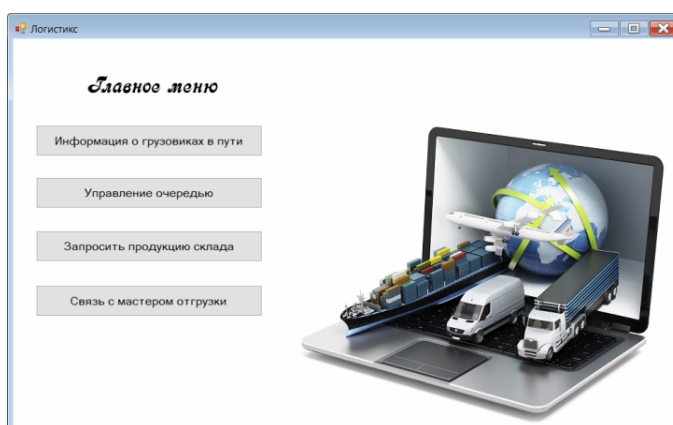 Логистикс
Главное меню
Информация о грузовиках в пути
Управление очередью
Запросить продукцию склада
Связь с мастером отгрузки